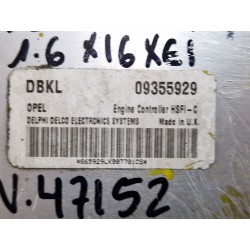 1.6 X16XEI
DBKL 09355929
OPEL Engine Controller HSFI-C
DELPHI DELCO ELECTRONICS SYSTEMS Made in U.K.
N.47152